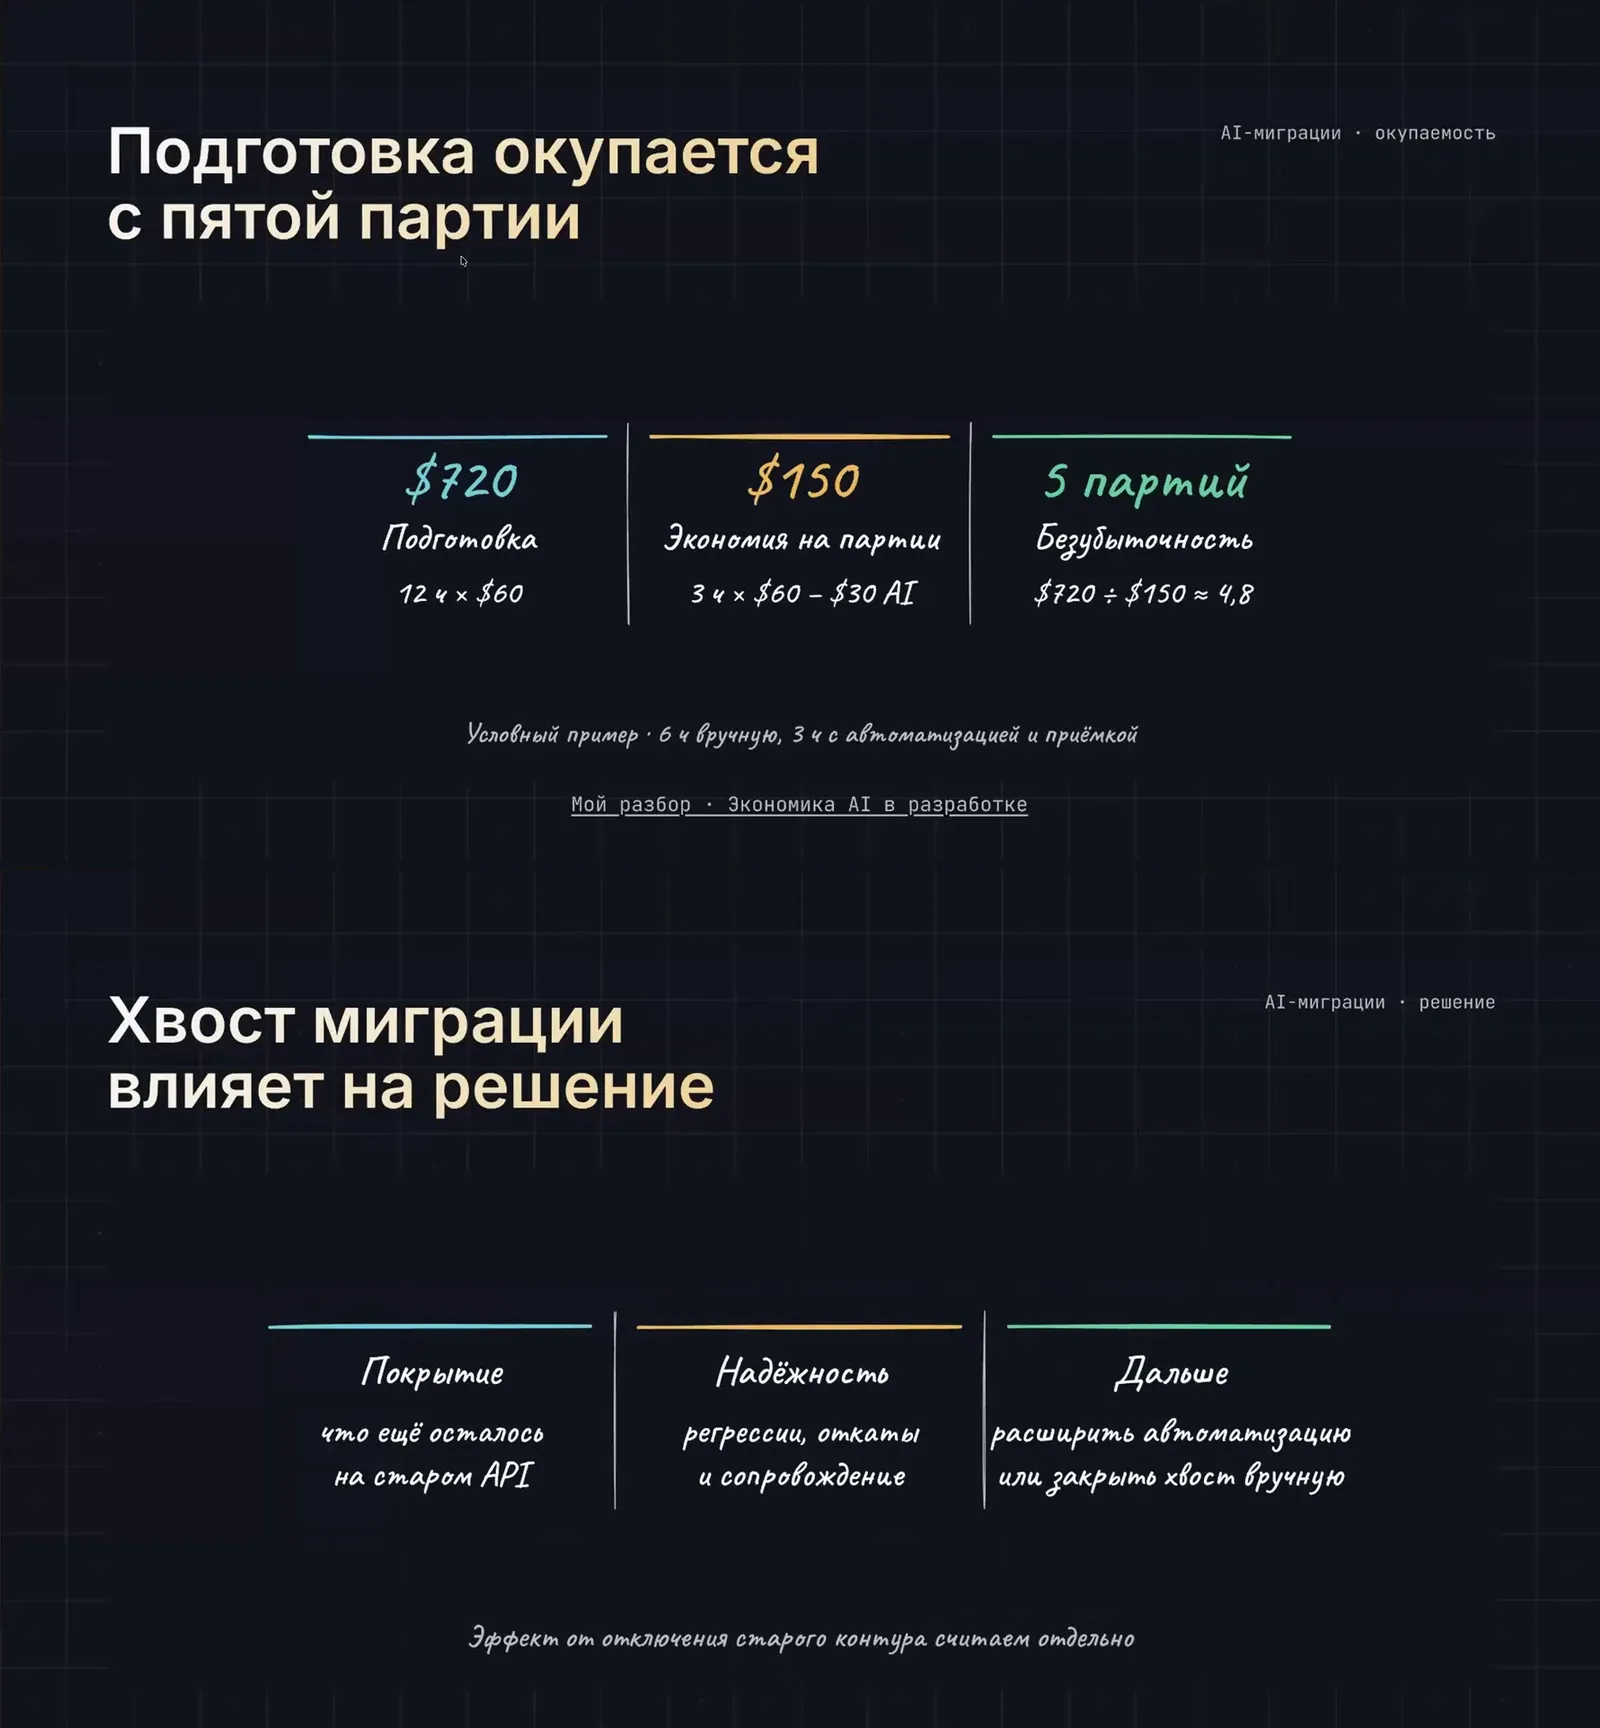 Подготовка окупается
с пятой партии
AI-миграции · окупаемость
$720
Подготовка
12 ч × $60
$150
Экономия на партии
3 ч × $60 – $30 AI
5 партий
Безубыточность
$720 ÷ $150 ≈ 4,8
Условный пример · 6 ч вручную, 3 ч с автоматизацией и приёмкой
Мой разбор · Экономика AI в разработке
Хвост миграции
влияет на решение
AI-миграции · решение
Покрытие
что ещё осталось
на старом API
Надёжность
регрессии, откаты
и сопровождение
Дальше
расширить автоматизацию
или закрыть хвост вручную
Эффект от отключения старого контура считаем отдельно